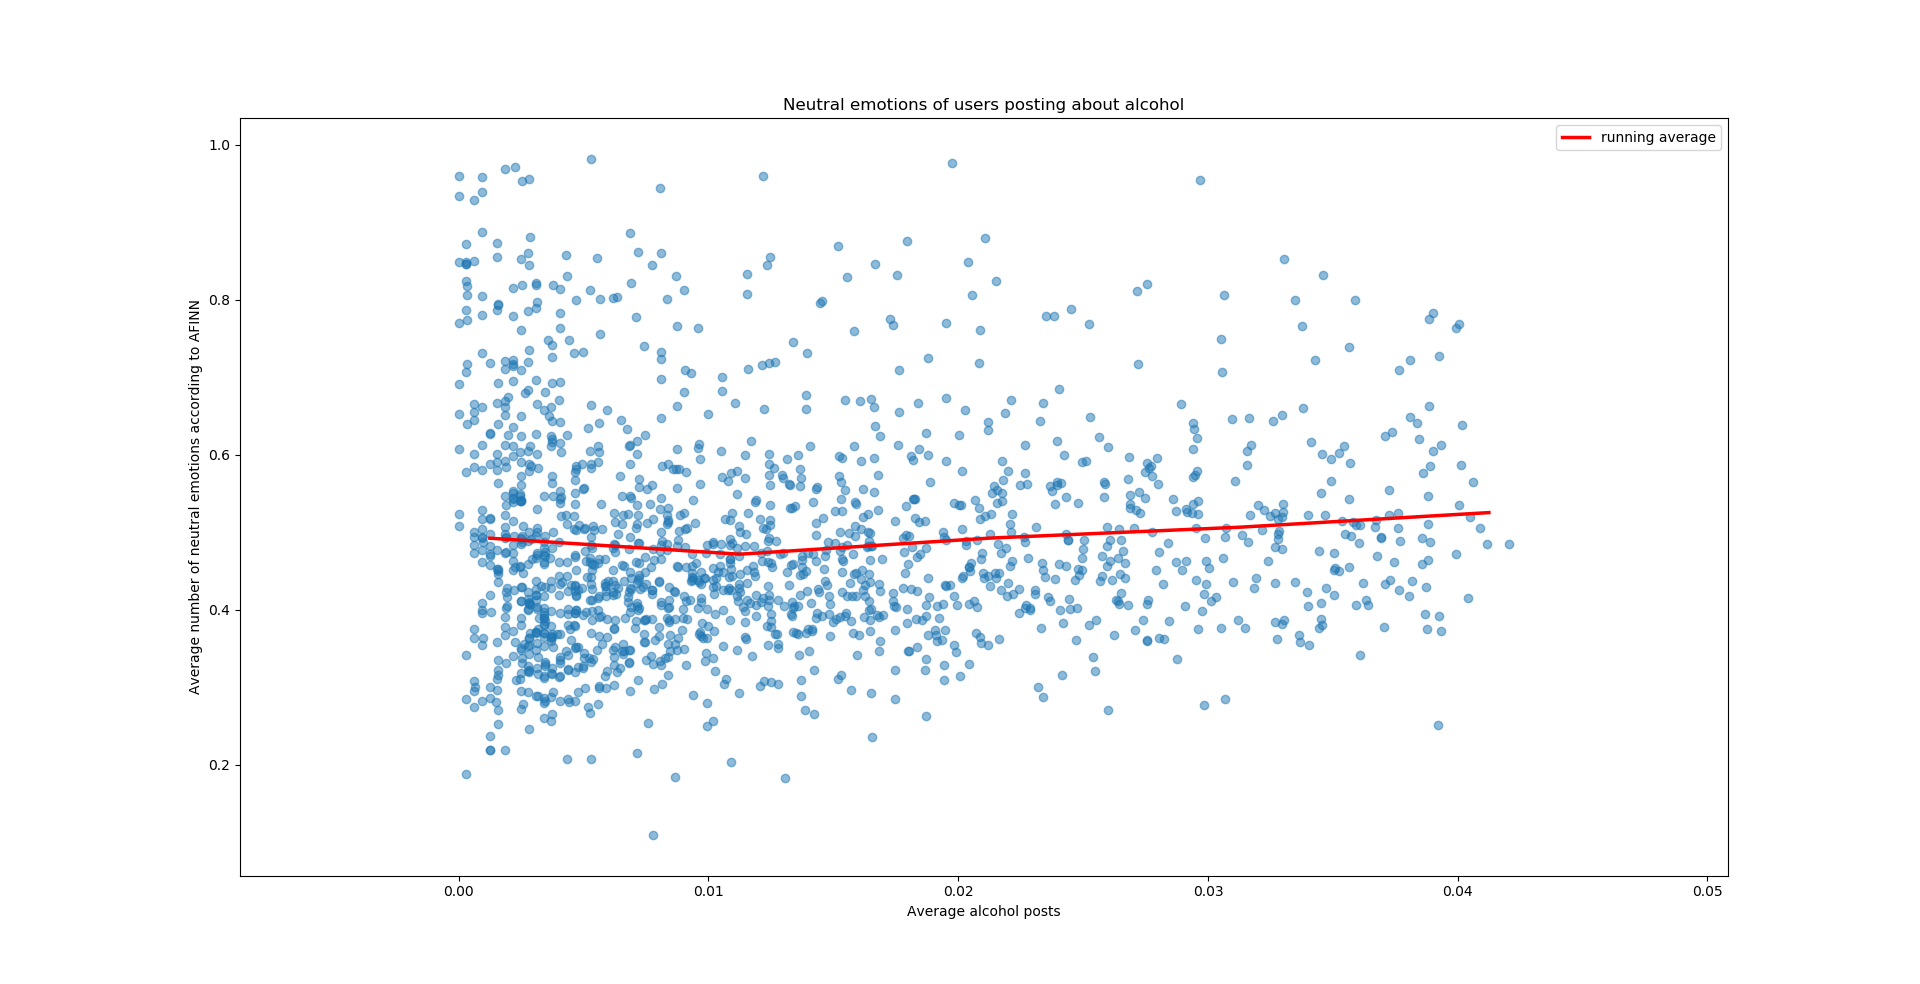 Neutral emotions of users posting about alcohol
running average
1.0
0.8
0.6
0.4
0.2
Average number of neutral emotions according to AFINN
0.00 0.01 0.02 0.03 0.04 0.05
Average alcohol posts